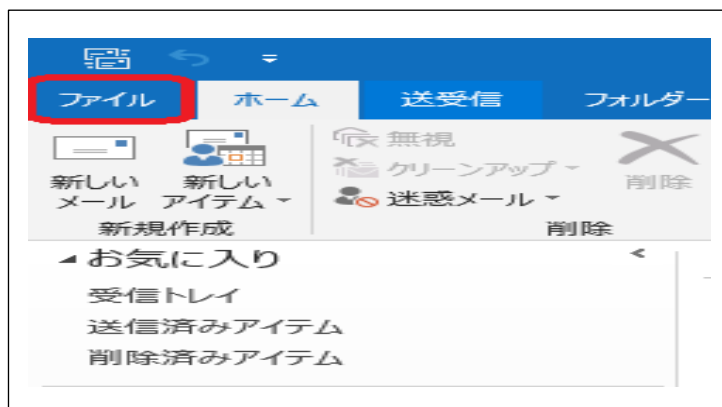 ファイル ホーム 送受信 フォルダー
新しい
メール
新しい
アイテム
無視
クリーンアップ
迷惑メール
削除
新規作成
削除
お気に入り
受信トレイ
送信済みアイテム
削除済みアイテム